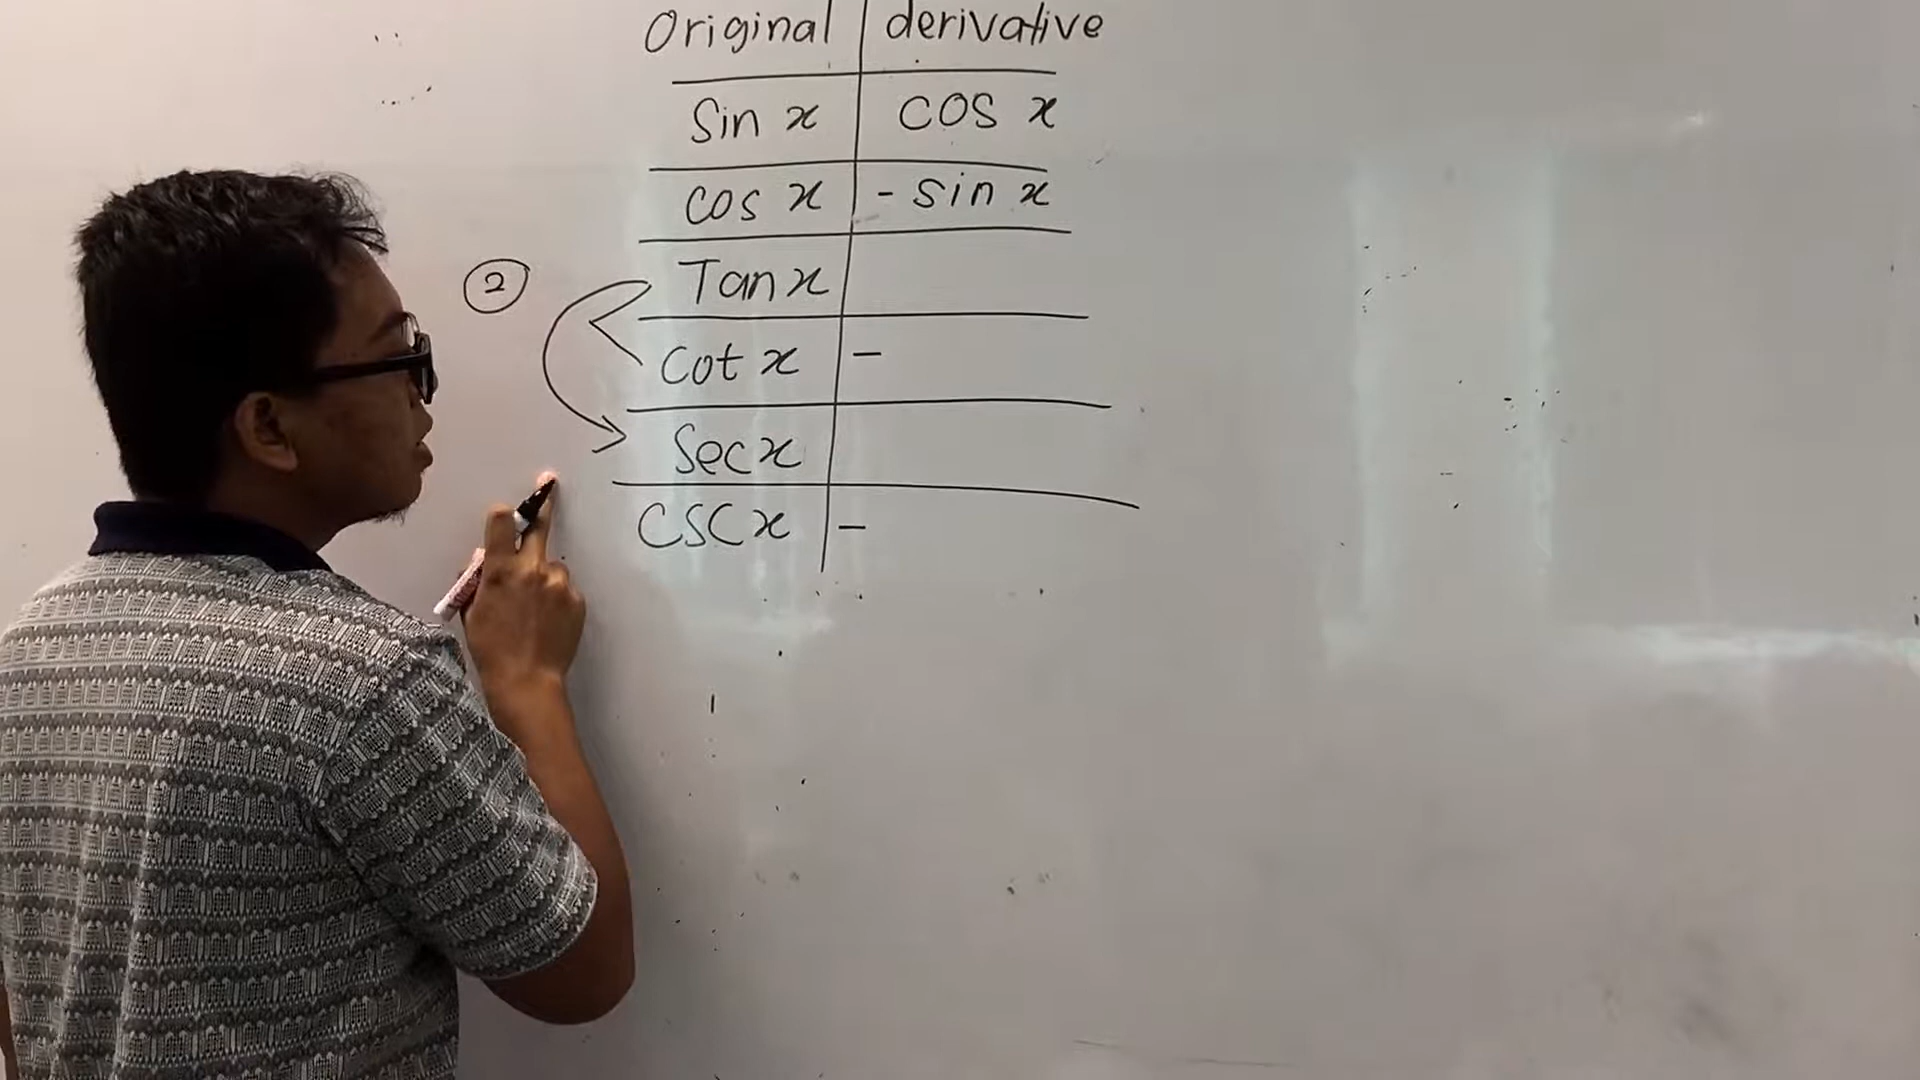 Original derivative
Sin x cos x
cos x - sin x
2 Tan x
cot x -
Sec x
CSC x -